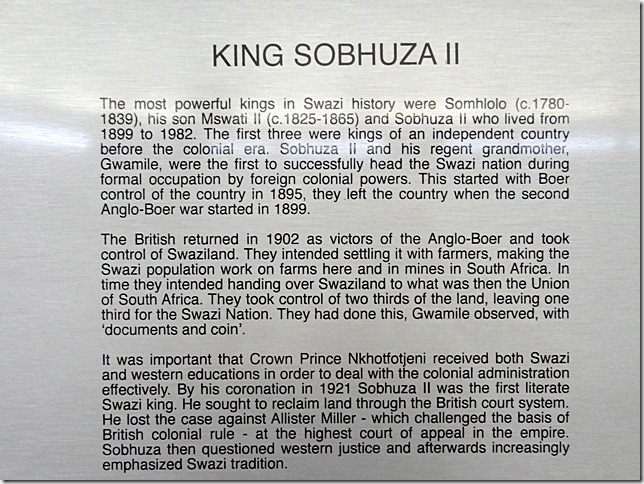 KING SOBHUZA II
The most powerful kings in Swazi history were Somhlolo (c.1780-
1839), his son Mswati II (c.1825-1865) and Sobhuza II who lived from
1899 to 1982. The first three were kings of an independent country
before the colonial era. Sobhuza II and his regent grandmother,
Gwamile, were the first to successfully head the Swazi nation during
formal occupation by foreign colonial powers. This started with Boer
control of the country in 1895, they left the country when the second
Anglo-Boer war started in 1899.
The British returned in 1902 as victors of the Anglo-Boer and took
control of Swaziland. They intended settling it with farmers, making the
Swazi population work on farms here and in mines in South Africa. In
time they intended handing over Swaziland to what was then the Union
of South Africa. They took control of two thirds of the land, leaving one
third for the Swazi Nation. They had done this, Gwamile observed, with
‘documents and coin’.
It was important that Crown Prince Nkhotfotjeni received both Swazi
and western educations in order to deal with the colonial administration
effectively. By his coronation in 1921 Sobhuza II was the first literate
Swazi king. He sought to reclaim land through the British court system.
He lost the case against Allister Miller - which challenged the basis of
British colonial rule - at the highest court of appeal in the empire.
Sobhuza then questioned western justice and afterwards increasingly
emphasized Swazi tradition.